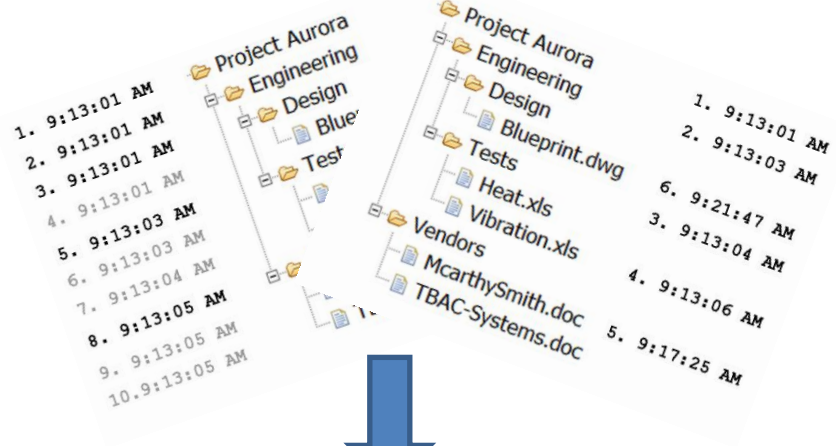 1. 9:13:01 AM
2. 9:13:01 AM
3. 9:13:01 AM
4. 9:13:01 AM
5. 9:13:03 AM
6. 9:13:03 AM
7. 9:13:04 AM
8. 9:13:05 AM
9. 9:13:05 AM
10.9:13:05 AM
Project Aurora
Engineering
Design
Project Aurora
Engineering
Design
Blueprint.dwg
Tests
Heat.xls
Vibration.xls
Vendors
McarthySmith.doc
TBAC-Systems.doc
1. 9:13:01 AM
2. 9:13:03 AM
6. 9:21:47 AM
3. 9:13:04 AM
4. 9:13:06 AM
5. 9:17:25 AM